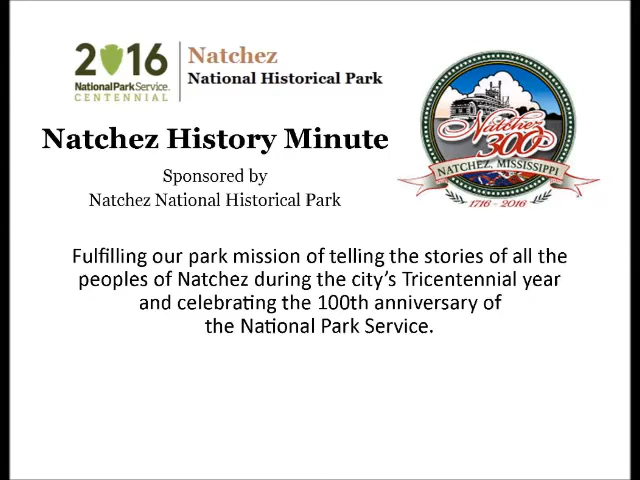 2016
National Park Service
CENTENNIAL
Natchez
National Historical Park
Natchez History Minute
Sponsored by
Natchez National Historical Park
Natchez
300
NATCHEZ, MISSISSIPPI
1716 - 2016
Fulfilling our park mission of telling the stories of all the
peoples of Natchez during the city’s Tricentennial year
and celebrating the 100th anniversary of
the National Park Service.